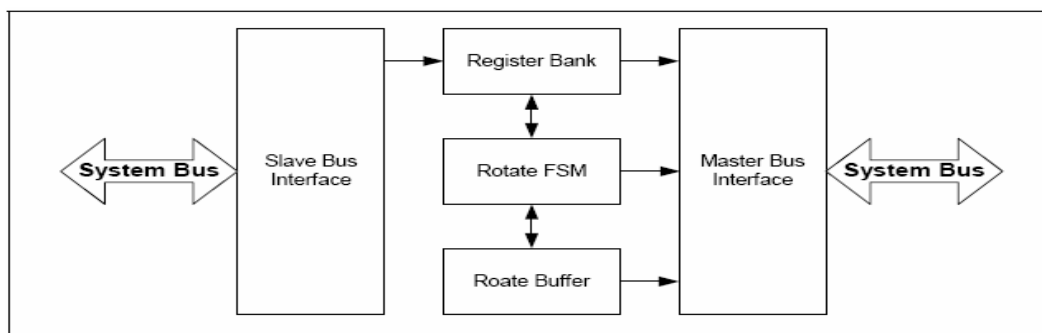 System Bus
Slave Bus
Interface
Register Bank
Rotate FSM
Roate Buffer
Master Bus
Interface
System Bus